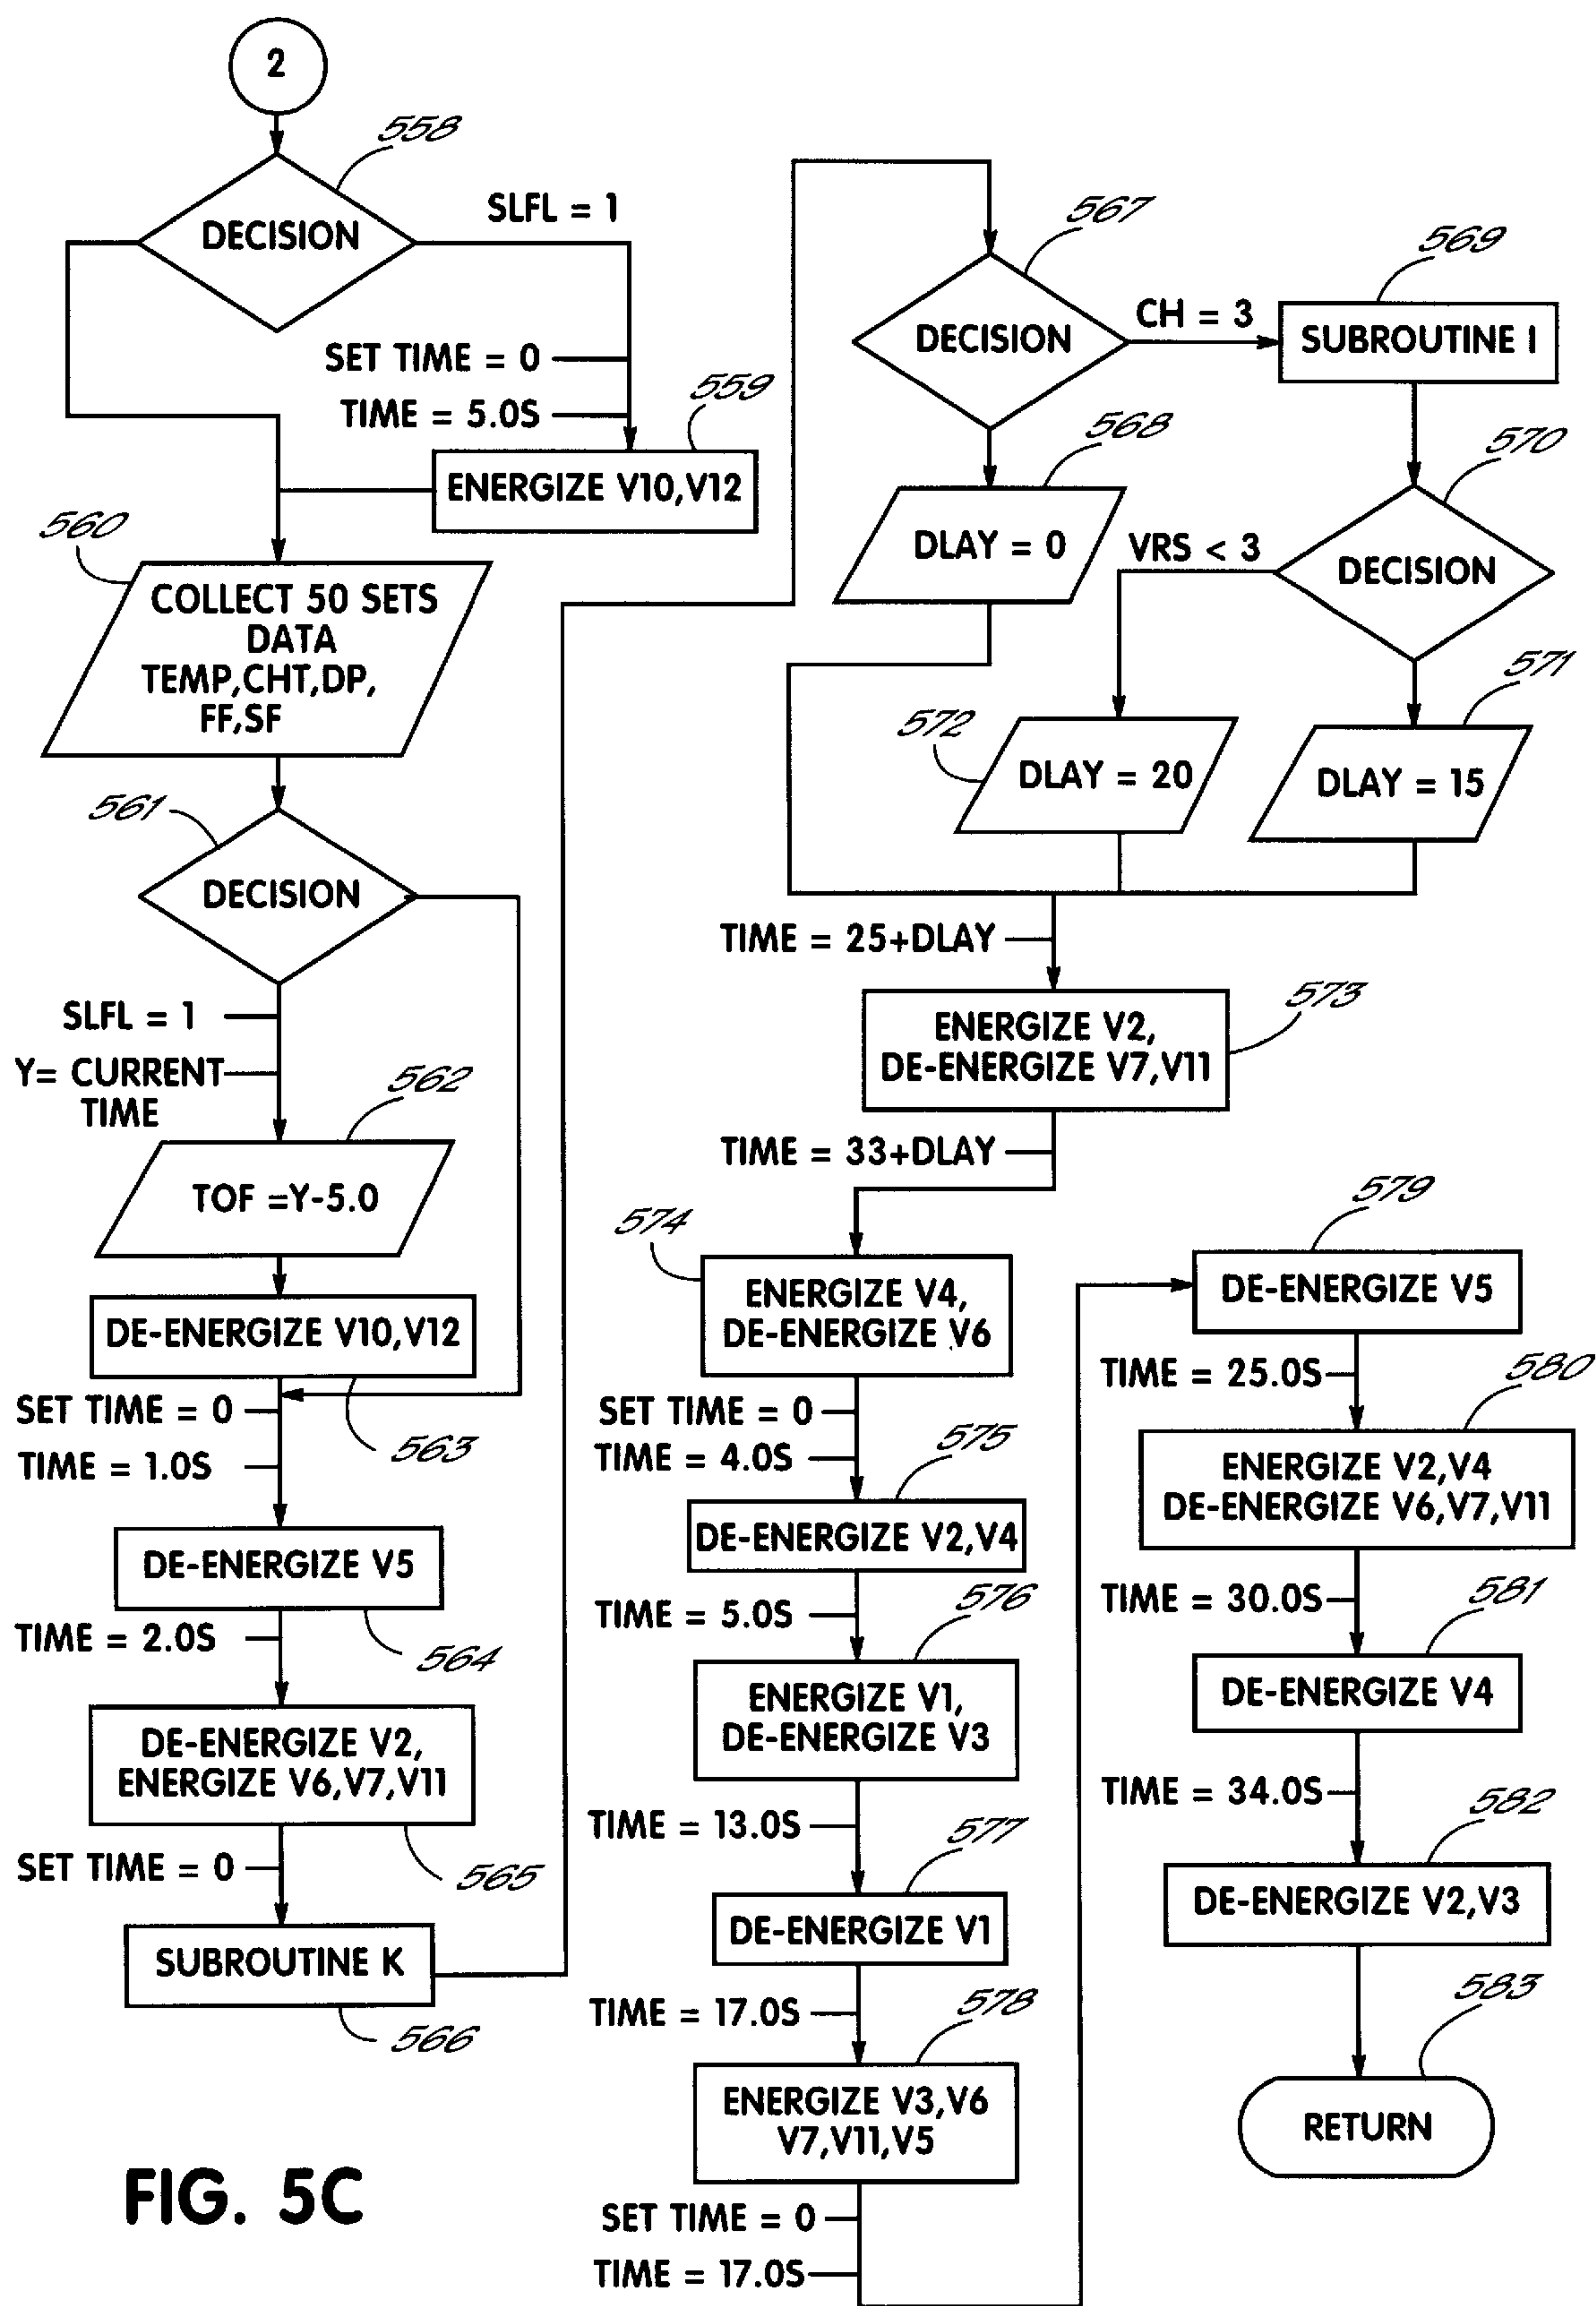 2
558
DECISION
SLFL = 1
SET TIME = 0
TIME = 5.0S
559
ENERGIZE V10,V12
560
COLLECT 50 SETS
DATA
TEMP,CHT,DP,
FF,SF
561
DECISION
SLFL = 1
Y= CURRENT
TIME
562
TOF =Y-5.0
DE-ENERGIZE V10,V12
563
SET TIME = 0
TIME = 1.0S
DE-ENERGIZE V5
564
TIME = 2.0S
DE-ENERGIZE V2,
ENERGIZE V6,V7,V11
565
SET TIME = 0
SUBROUTINE K
566
567
DECISION
CH = 3
569
SUBROUTINE I
568
DLAY = 0
570
DECISION
VRS < 3
572
DLAY = 20
571
DLAY = 15
TIME = 25+DLAY
573
ENERGIZE V2,
DE-ENERGIZE V7,V11
TIME = 33+DLAY
574
ENERGIZE V4,
DE-ENERGIZE V6
SET TIME = 0
TIME = 4.0S
575
DE-ENERGIZE V2,V4
TIME = 5.0S
576
ENERGIZE V1,
DE-ENERGIZE V3
TIME = 13.0S
577
DE-ENERGIZE V1
TIME = 17.0S
578
ENERGIZE V3,V6
V7,V11,V5
SET TIME = 0
TIME = 17.0S
579
DE-ENERGIZE V5
TIME = 25.0S
580
ENERGIZE V2,V4
DE-ENERGIZE V6,V7,V11
TIME = 30.0S
581
DE-ENERGIZE V4
TIME = 34.0S
582
DE-ENERGIZE V2,V3
583
RETURN
FIG. 5C